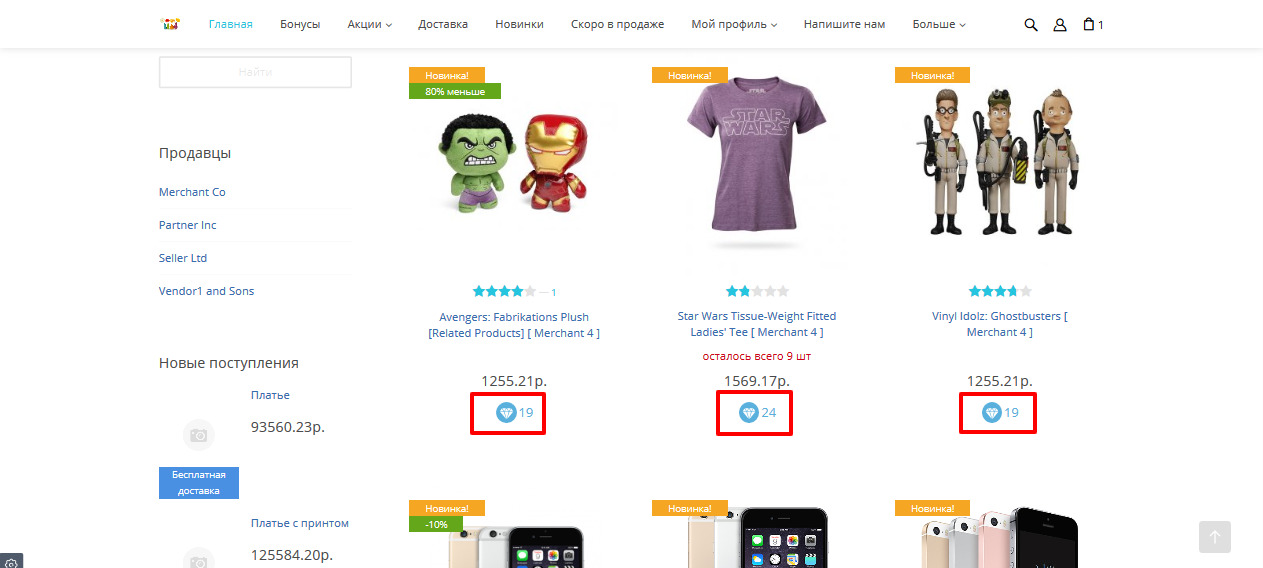 Главная Бонусы Акции Доставка Новинки Скоро в продаже Мой профиль Напишите нам Больше 1
Найти
Продавцы
Merchant Co
Partner Inc
Seller Ltd
Vendor1 and Sons
Новые поступления
Платье
93560.23р.
Бесплатная
доставка
Платье с принтом
125584.20р.
Новинка!
80% меньше
— 1
Avengers: Fabrikations Plush
[Related Products] [ Merchant 4 ]
1255.21р.
19
Новинка!
STAR
WARS
Star Wars Tissue-Weight Fitted
Ladies' Tee [ Merchant 4 ]
осталось всего 9 шт
1569.17р.
24
Новинка!
Vinyl Idolz: Ghostbusters [
Merchant 4 ]
1255.21р.
19
Новинка!
-10%
Новинка!
Новинка!